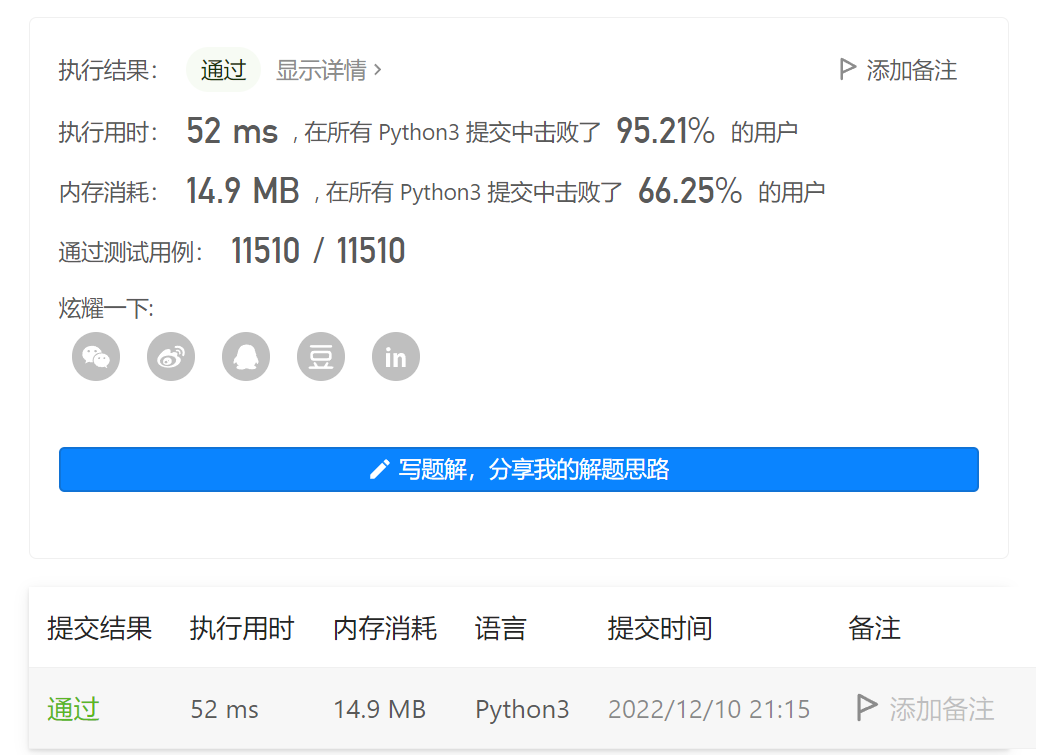 执行结果： 通过 显示详情 > 添加备注
执行用时： 52 ms , 在所有 Python3 提交中击败了 95.21% 的用户
内存消耗： 14.9 MB , 在所有 Python3 提交中击败了 66.25% 的用户
通过测试用例： 11510 / 11510
炫耀一下:
豆 in
写题解，分享我的解题思路
提交结果 执行用时 内存消耗 语言 提交时间 备注
通过 52 ms 14.9 MB Python3 2022/12/10 21:15 添加备注